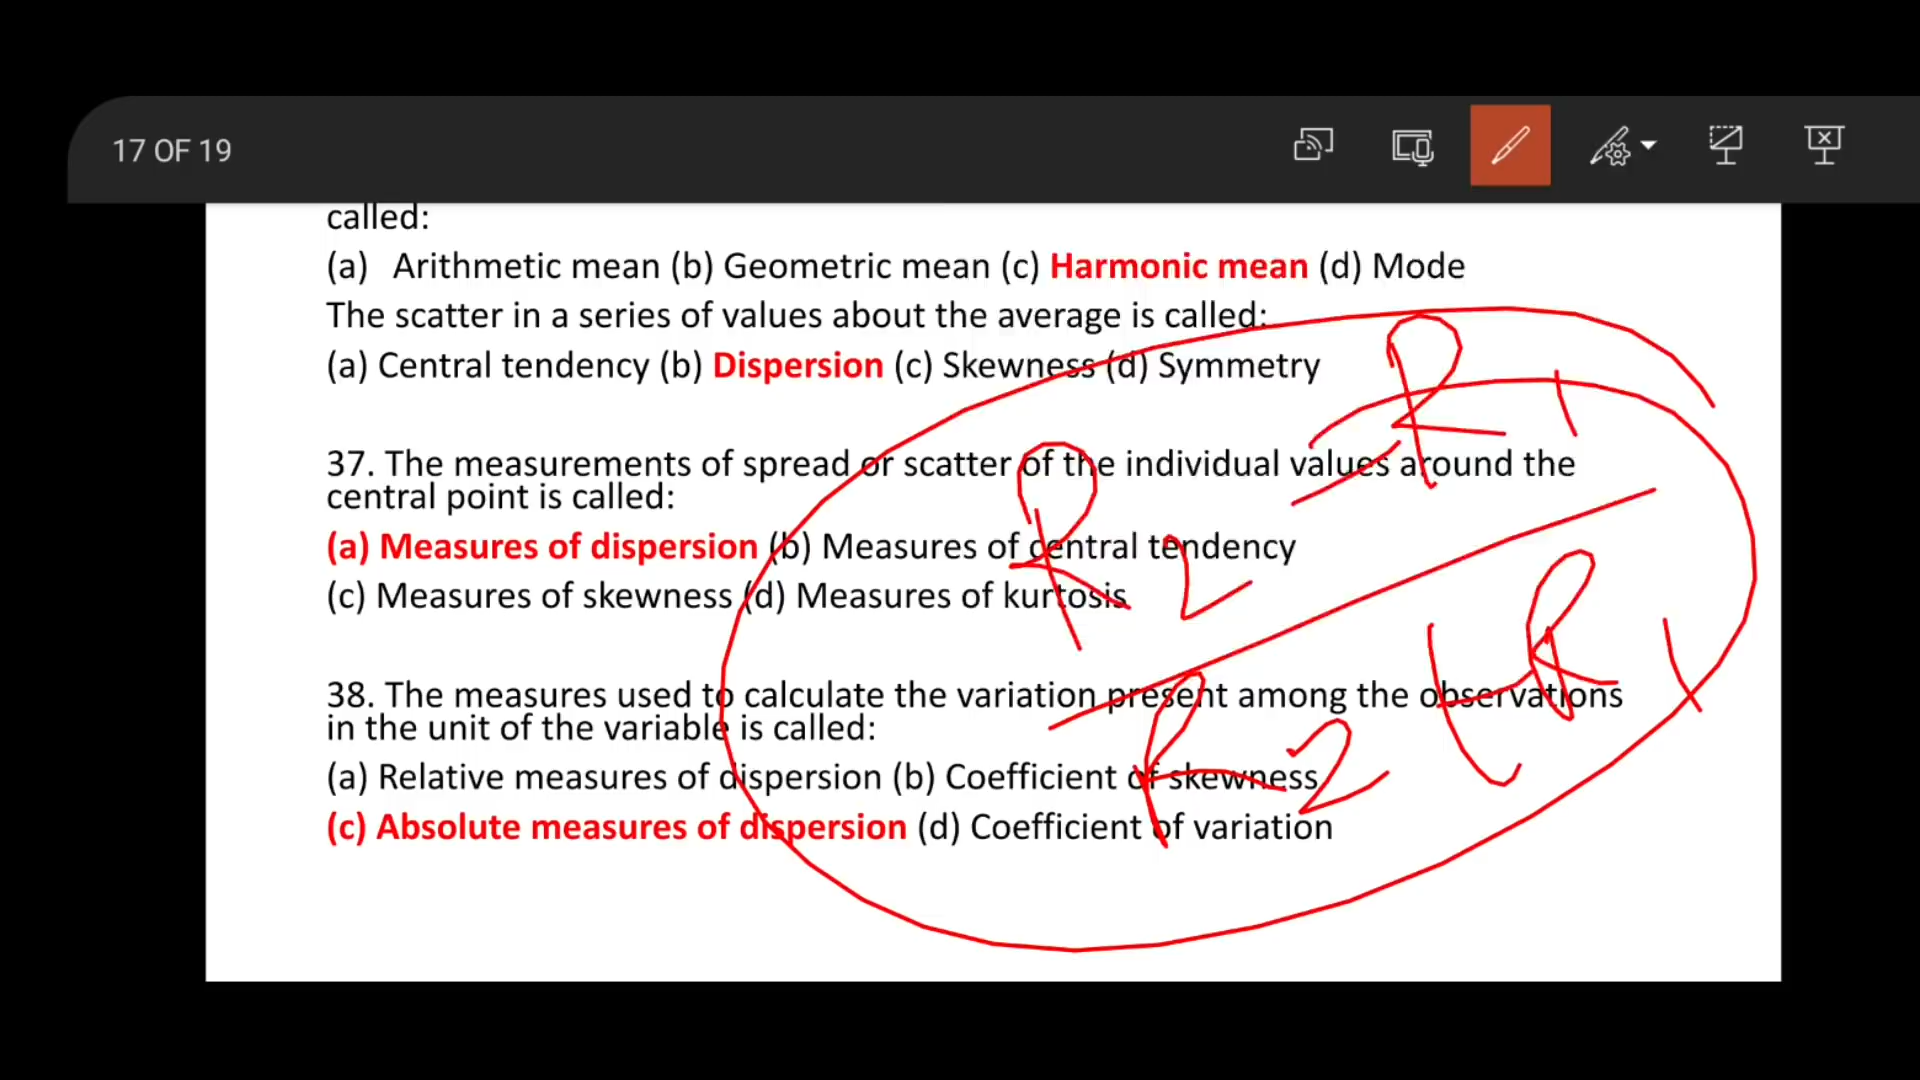 17 OF 19
called:
(a) Arithmetic mean (b) Geometric mean (c) Harmonic mean (d) Mode
The scatter in a series of values about the average is called:
(a) Central tendency (b) Dispersion (c) Skewness (d) Symmetry
37. The measurements of spread or scatter of the individual values around the
central point is called:
(a) Measures of dispersion (b) Measures of central tendency
(c) Measures of skewness (d) Measures of kurtosis
38. The measures used to calculate the variation present among the observations
in the unit of the variable is called:
(a) Relative measures of dispersion (b) Coefficient of skewness
(c) Absolute measures of dispersion (d) Coefficient of variation
R2 - R1
R2 + R1